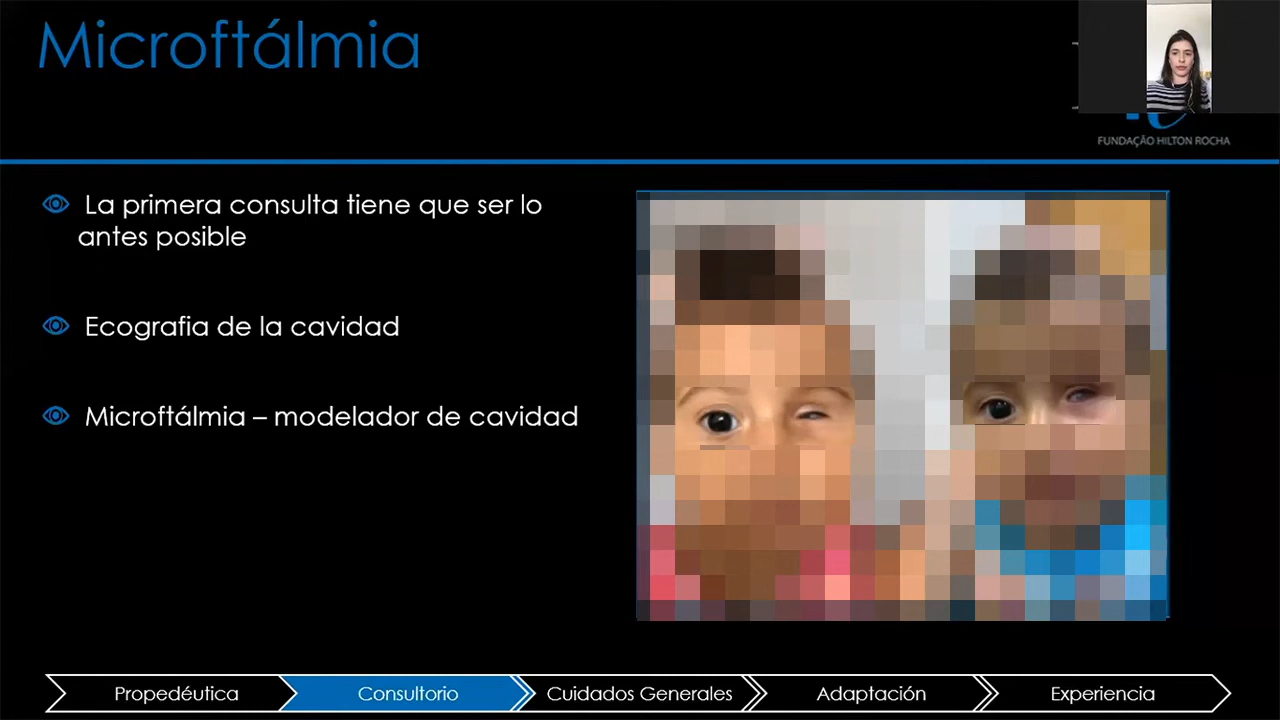 Microftálmia
FUNDAÇÃO HILTON ROCHA
La primera consulta tiene que ser lo
antes posible
Ecografia de la cavidad
Microftálmia – modelador de cavidad
Propedéutica
Consultorio
Cuidados Generales
Adaptación
Experiencia